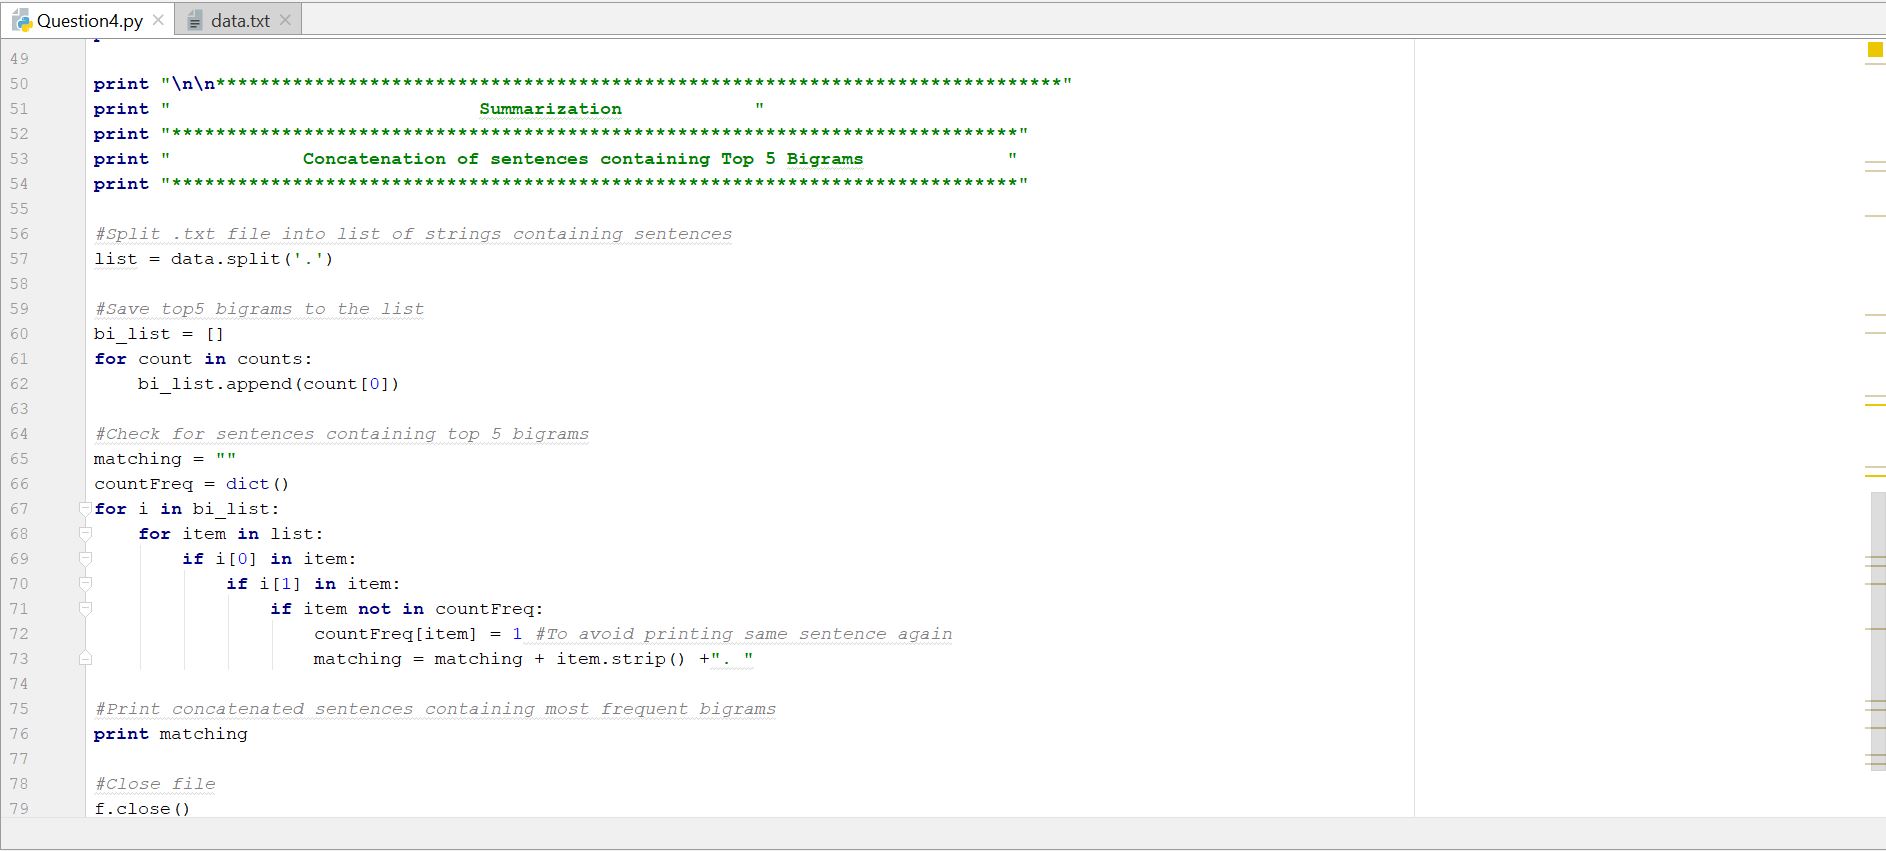 Question4.py data.txt
49
50 print "\n\n*****************************************************************************"
51 print "                            Summarization            "
52 print "*****************************************************************************"
53 print "            Concatenation of sentences containing Top 5 Bigrams             "
54 print "*****************************************************************************"
55
56 #Split .txt file into list of strings containing sentences
57 list = data.split('.')
58
59 #Save top5 bigrams to the list
60 bi_list = []
61 for count in counts:
62     bi_list.append(count[0])
63
64 #Check for sentences containing top 5 bigrams
65 matching = ""
66 countFreq = dict()
67 for i in bi_list:
68     for item in list:
69         if i[0] in item:
70             if i[1] in item:
71                 if item not in countFreq:
72                     countFreq[item] = 1 #To avoid printing same sentence again
73                     matching = matching + item.strip() +". "
74
75 #Print concatenated sentences containing most frequent bigrams
76 print matching
77
78 #Close file
79 f.close()